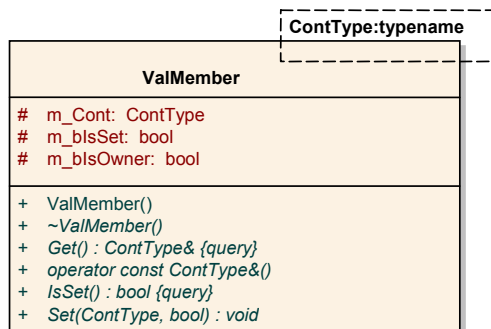 ContType:typename
ValMember
# m_Cont: ContType
# m_bIsSet: bool
# m_bIsOwner: bool
+ ValMember()
+ ~ValMember()
+ Get() : ContType& {query}
+ operator const ContType&()
+ IsSet() : bool {query}
+ Set(ContType, bool) : void